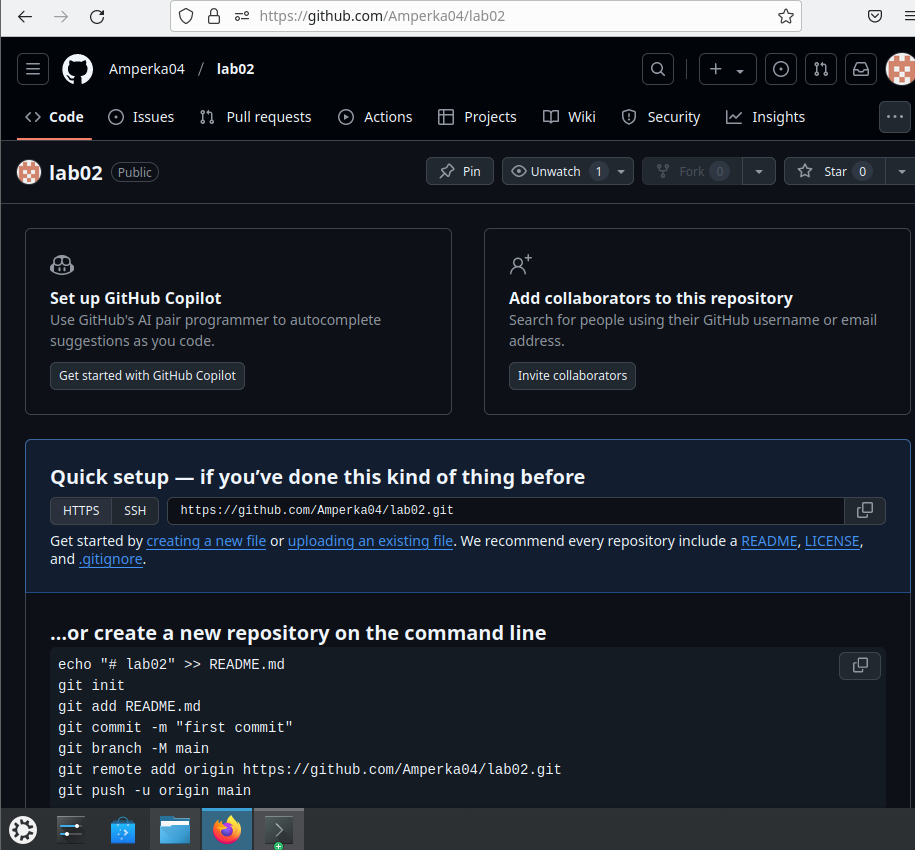 https://github.com/Amperka04/lab02
Amperka04 / lab02
Code Issues Pull requests Actions Projects Wiki Security Insights
lab02 Public Pin Unwatch 1 Fork 0 Star 0
Set up GitHub Copilot
Use GitHub's AI pair programmer to autocomplete
suggestions as you code.
Get started with GitHub Copilot
Add collaborators to this repository
Search for people using their GitHub username or email
address.
Invite collaborators
Quick setup — if you’ve done this kind of thing before
HTTPS SSH https://github.com/Amperka04/lab02.git
Get started by creating a new file or uploading an existing file. We recommend every repository include a README, LICENSE,
and .gitignore.
…or create a new repository on the command line
echo "# lab02" >> README.md
git init
git add README.md
git commit -m "first commit"
git branch -M main
git remote add origin https://github.com/Amperka04/lab02.git
git push -u origin main